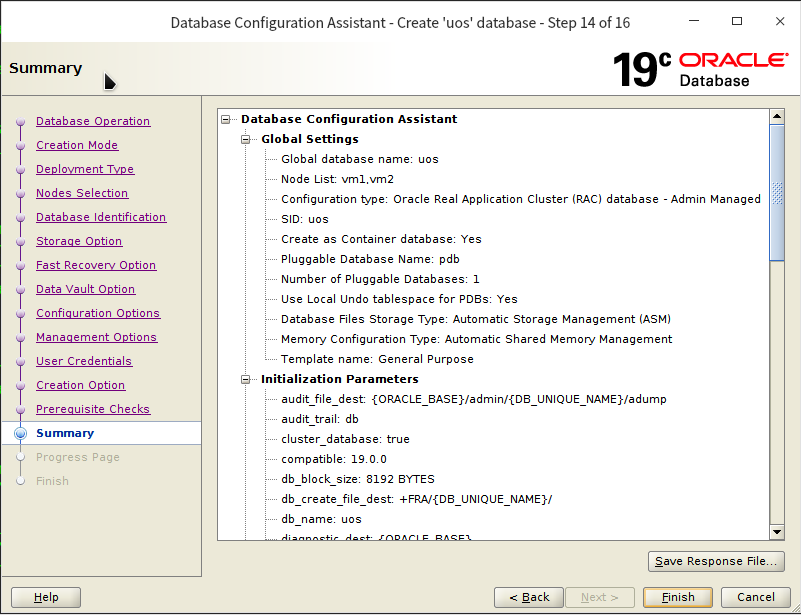 Database Configuration Assistant - Create 'uos' database - Step 14 of 16
Summary
19c ORACLE
Database
Database Operation
Creation Mode
Deployment Type
Nodes Selection
Database Identification
Storage Option
Fast Recovery Option
Data Vault Option
Configuration Options
Management Options
User Credentials
Creation Option
Prerequisite Checks
Summary
Progress Page
Finish
Database Configuration Assistant
Global Settings
Global database name: uos
Node List: vm1,vm2
Configuration type: Oracle Real Application Cluster (RAC) database - Admin Managed
SID: uos
Create as Container database: Yes
Pluggable Database Name: pdb
Number of Pluggable Databases: 1
Use Local Undo tablespace for PDBs: Yes
Database Files Storage Type: Automatic Storage Management (ASM)
Memory Configuration Type: Automatic Shared Memory Management
Template name: General Purpose
Initialization Parameters
audit_file_dest: {ORACLE_BASE}/admin/{DB_UNIQUE_NAME}/adump
audit_trail: db
cluster_database: true
compatible: 19.0.0
db_block_size: 8192 BYTES
db_create_file_dest: +FRA/{DB_UNIQUE_NAME}/
db_name: uos
diagnostic_dest: {ORACLE_BASE}
Save Response File...
Help
< Back
Next >
Finish
Cancel